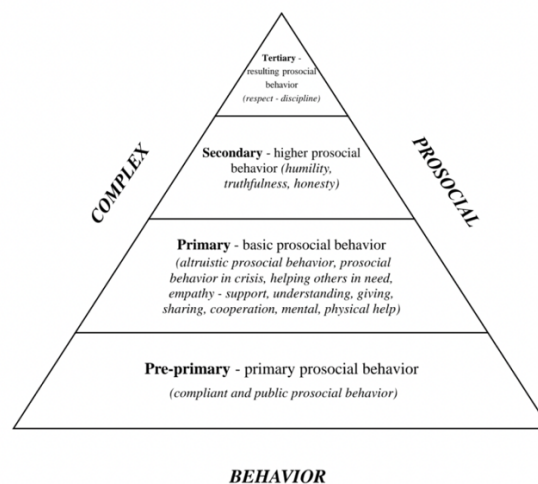 Tertiary -
resulting prosocial
behavior
(respect - discipline)
COMPLEX
PROSOCIAL
Secondary - higher prosocial
behavior (humility,
truthfulness, honesty)
Primary - basic prosocial behavior
(altruistic prosocial behavior, prosocial
behavior in crisis, helping others in need,
empathy - support, understanding, giving,
sharing, cooperation, mental, physical help)
Pre-primary - primary prosocial behavior
(compliant and public prosocial behavior)
BEHAVIOR